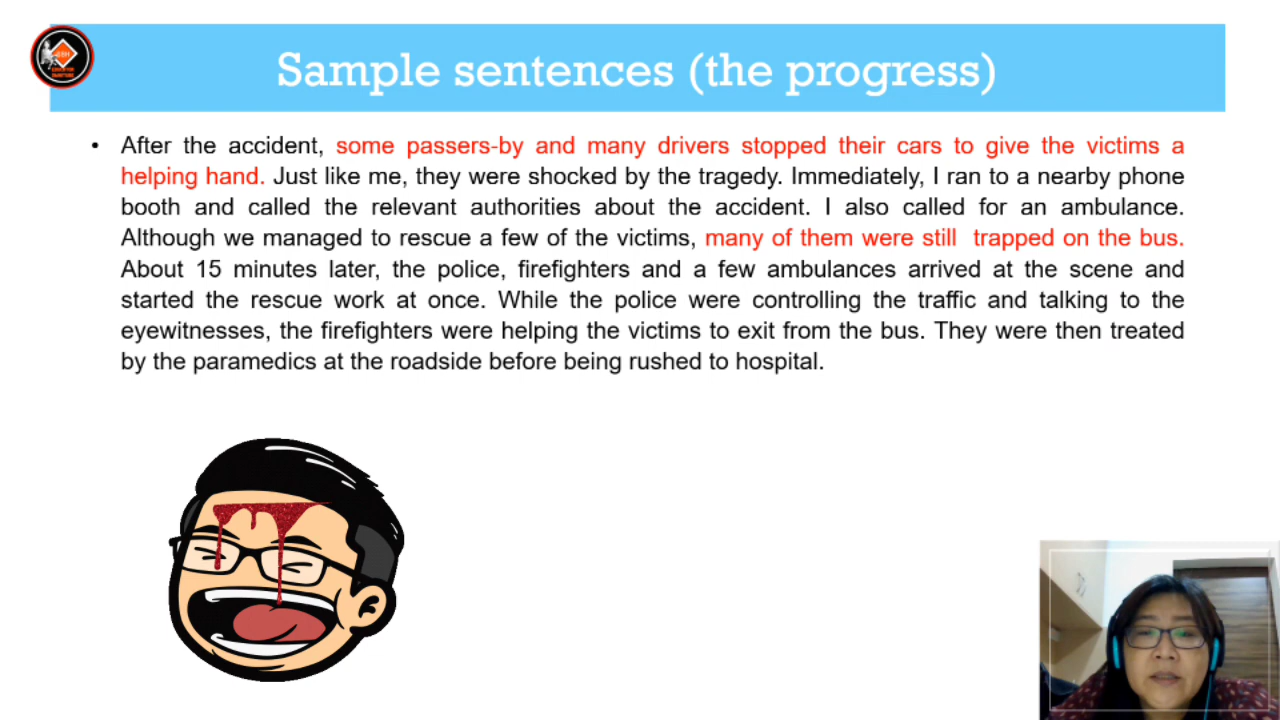 Sample sentences (the progress)
• After the accident, some passers-by and many drivers stopped their cars to give the victims a
helping hand. Just like me, they were shocked by the tragedy. Immediately, I ran to a nearby phone
booth and called the relevant authorities about the accident. I also called for an ambulance.
Although we managed to rescue a few of the victims, many of them were still trapped on the bus.
About 15 minutes later, the police, firefighters and a few ambulances arrived at the scene and
started the rescue work at once. While the police were controlling the traffic and talking to the
eyewitnesses, the firefighters were helping the victims to exit from the bus. They were then treated
by the paramedics at the roadside before being rushed to hospital.